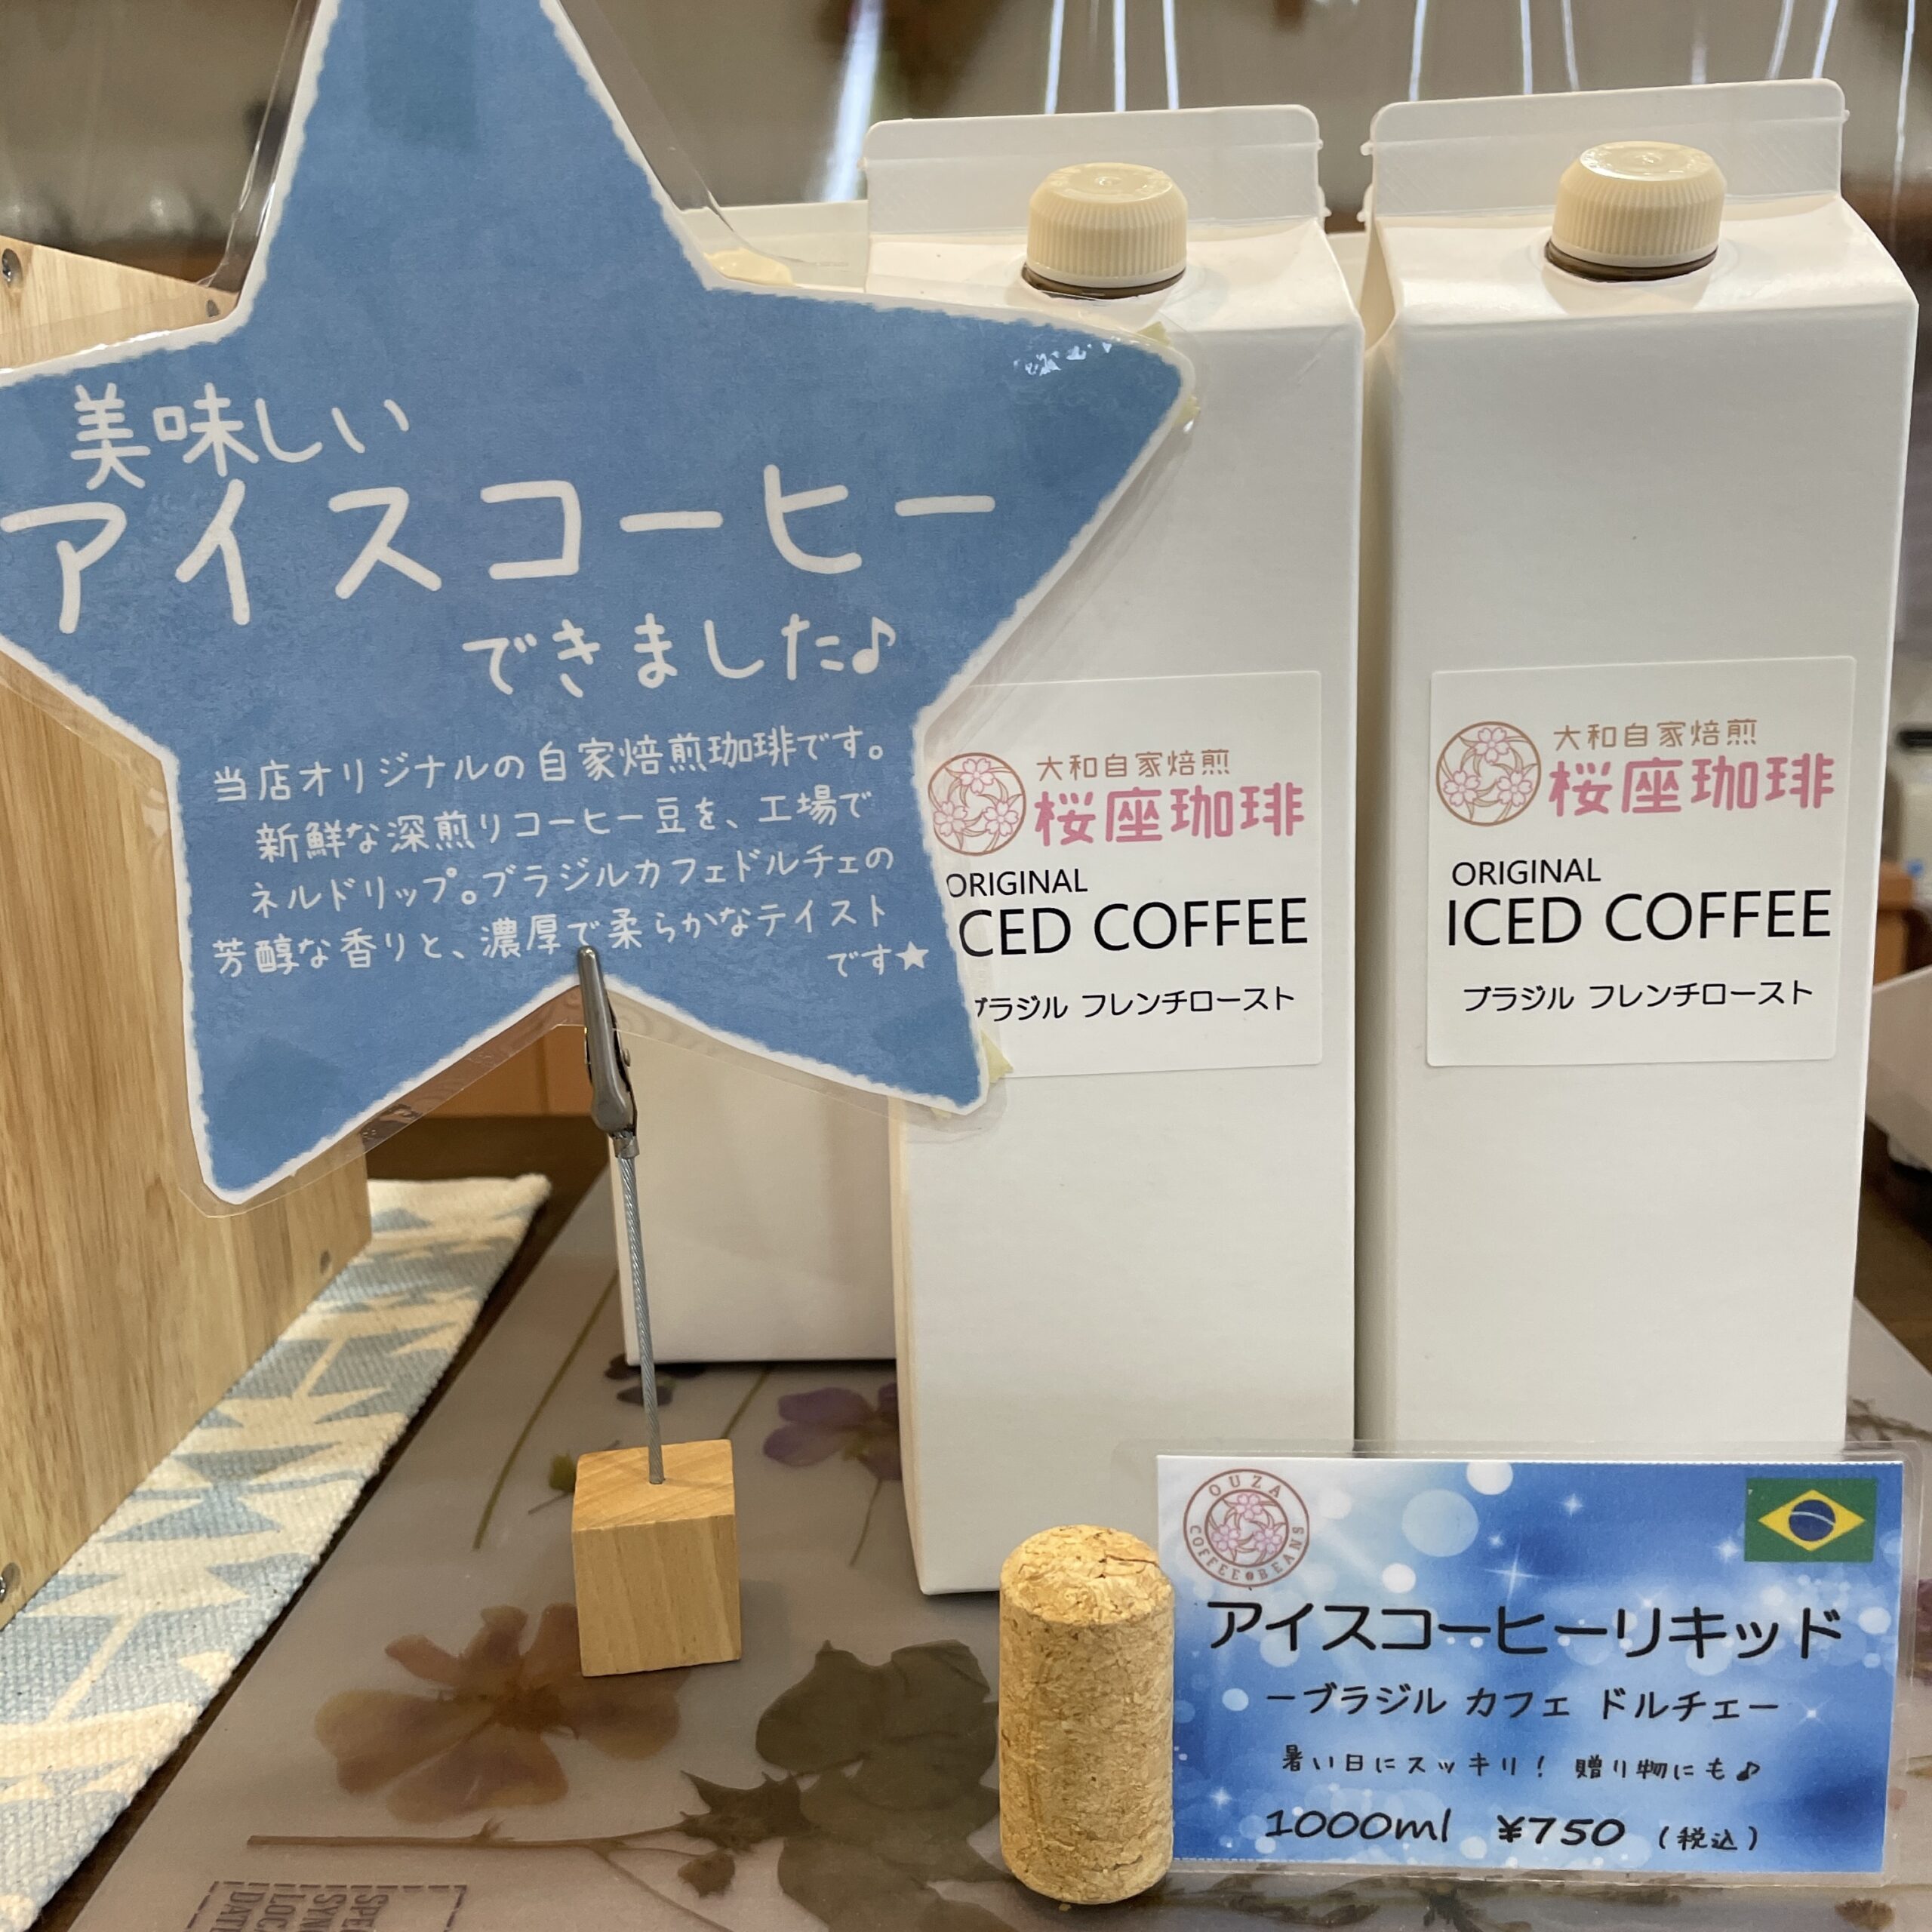 美味しい
アイスコーヒー
できました♪
当店オリジナルの自家焙煎珈琲です。
新鮮な深煎りコーヒー豆を、工場で
ネルドリップ。ブラジルカフェドルチェの
芳醇な香りと、濃厚で柔らかなテイスト
です★
大和自家焙煎
桜座珈琲
ORIGINAL
CED COFFEE
ブラジル フレンチロースト
大和自家焙煎
桜座珈琲
ORIGINAL
ICED COFFEE
ブラジル フレンチロースト
OUZA
COFFEE BEANS
アイスコーヒーリキッド
ーブラジル カフェ ドルチェー
暑い日にスッキリ! 贈り物にも♪
1000ml ¥750 (税込)